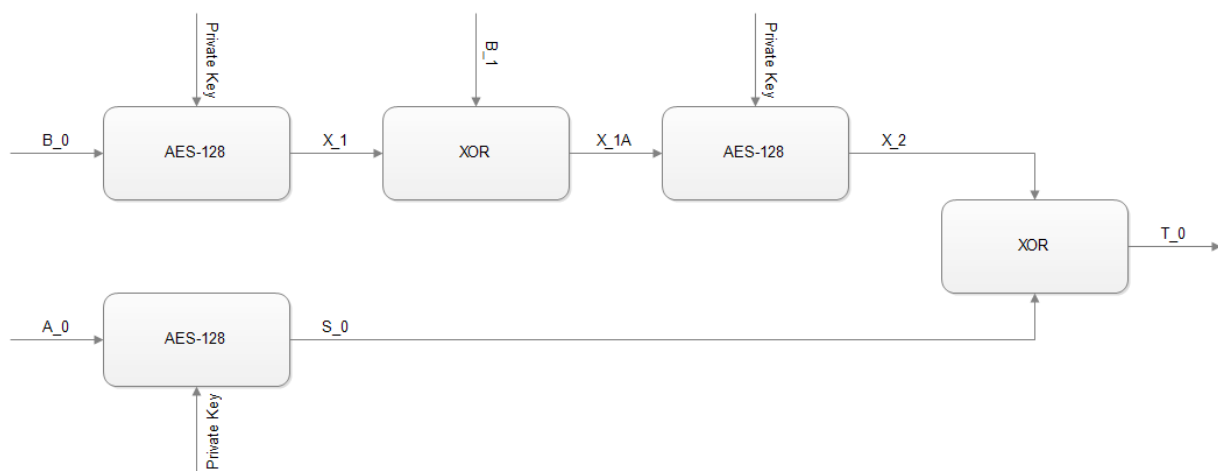 Private Key
B_1
Private Key
B_0
AES-128
X_1
XOR
X_1A
AES-128
X_2
XOR
T_0
A_0
AES-128
S_0
Private Key